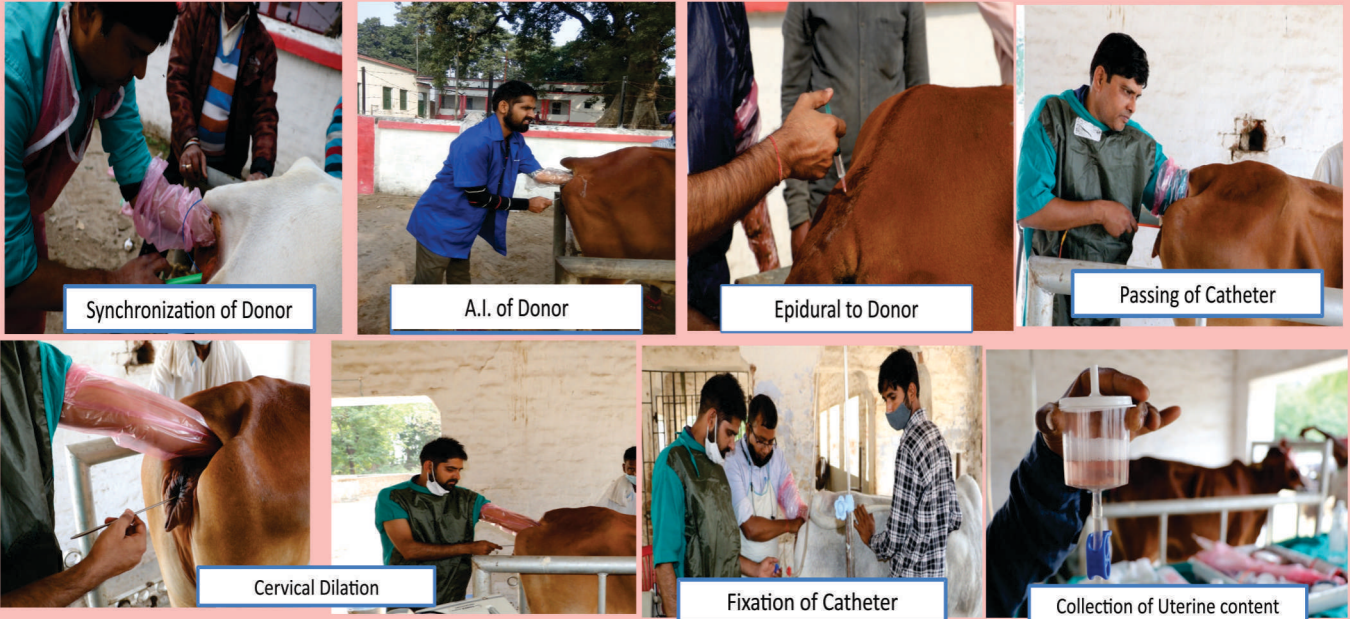 Synchronization of Donor
A.I. of Donor
Epidural to Donor
Passing of Catheter
Cervical Dilation
Fixation of Catheter
Collection of Uterine content